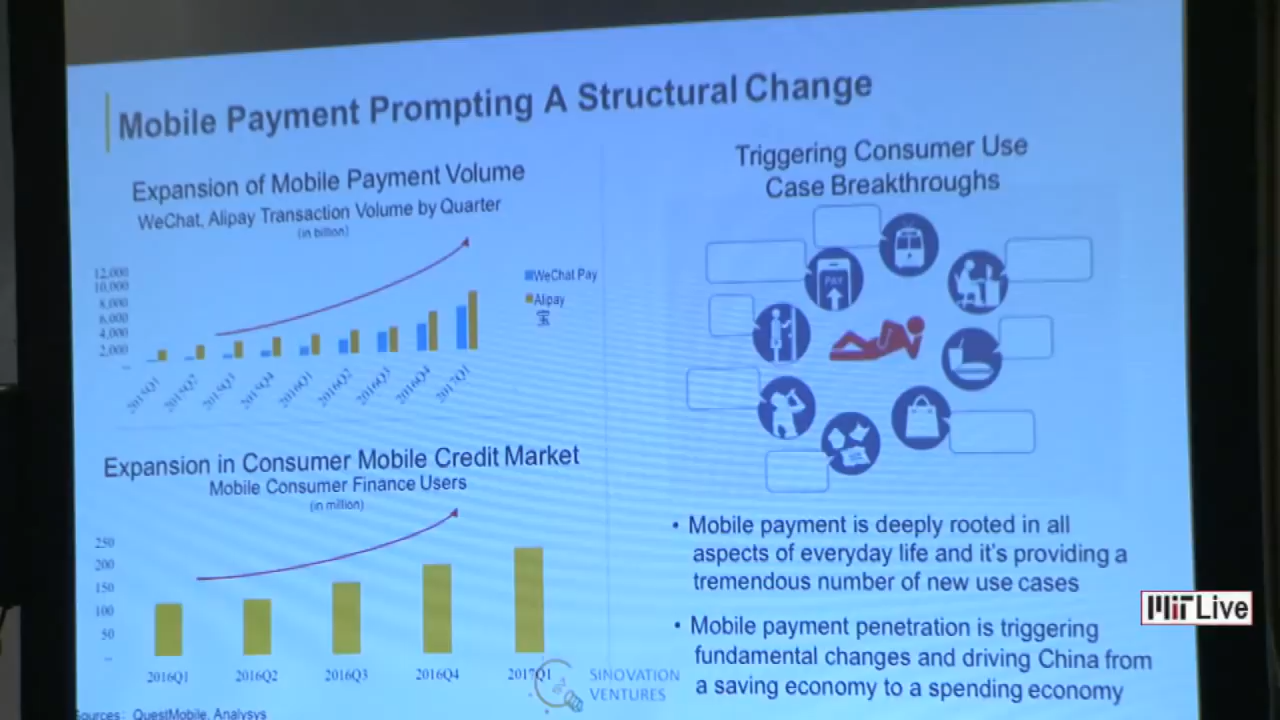 Mobile Payment Prompting A Structural Change
Expansion of Mobile Payment Volume
WeChat, Alipay Transaction Volume by Quarter
(in billion)
12,000
10,000
8,000
6,000
4,000
2,000
–
2015Q1
2015Q2
2015Q3
2015Q4
2016Q1
2016Q2
2016Q3
2016Q4
2017Q1
WeChat Pay
Alipay
宝
Expansion in Consumer Mobile Credit Market
Mobile Consumer Finance Users
(in million)
250
200
150
100
50
–
2016Q1
2016Q2
2016Q3
2016Q4
2017Q1
Sources: QuestMobile, Analysys
SINOVATION
VENTURES
Triggering Consumer Use
Case Breakthroughs
PAY
• Mobile payment is deeply rooted in all
aspects of everyday life and it's providing a
tremendous number of new use cases
• Mobile payment penetration is triggering
fundamental changes and driving China from
a saving economy to a spending economy
MIT Live